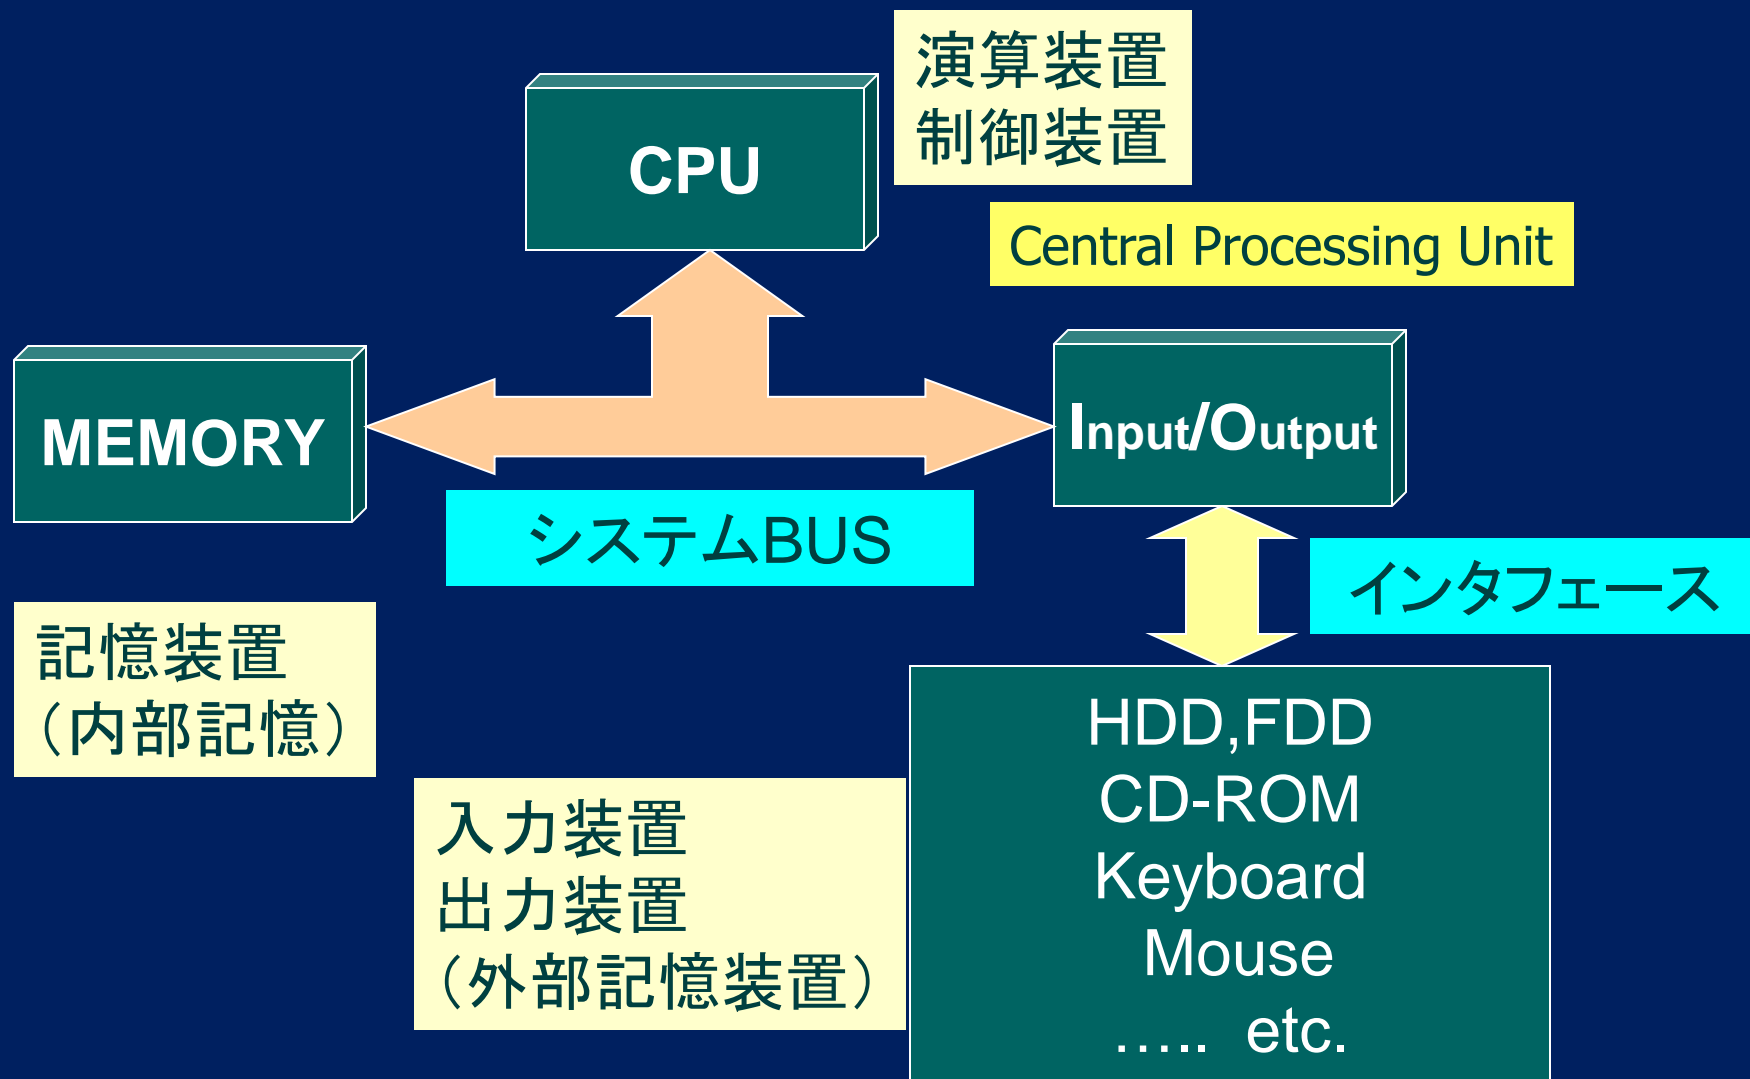 演算装置
制御装置
CPU
Central Processing Unit
MEMORY
Input/Output
システムBUS
インタフェース
記憶装置
（内部記憶）
入力装置
出力装置
（外部記憶装置）
HDD,FDD
CD-ROM
Keyboard
Mouse
….. etc.